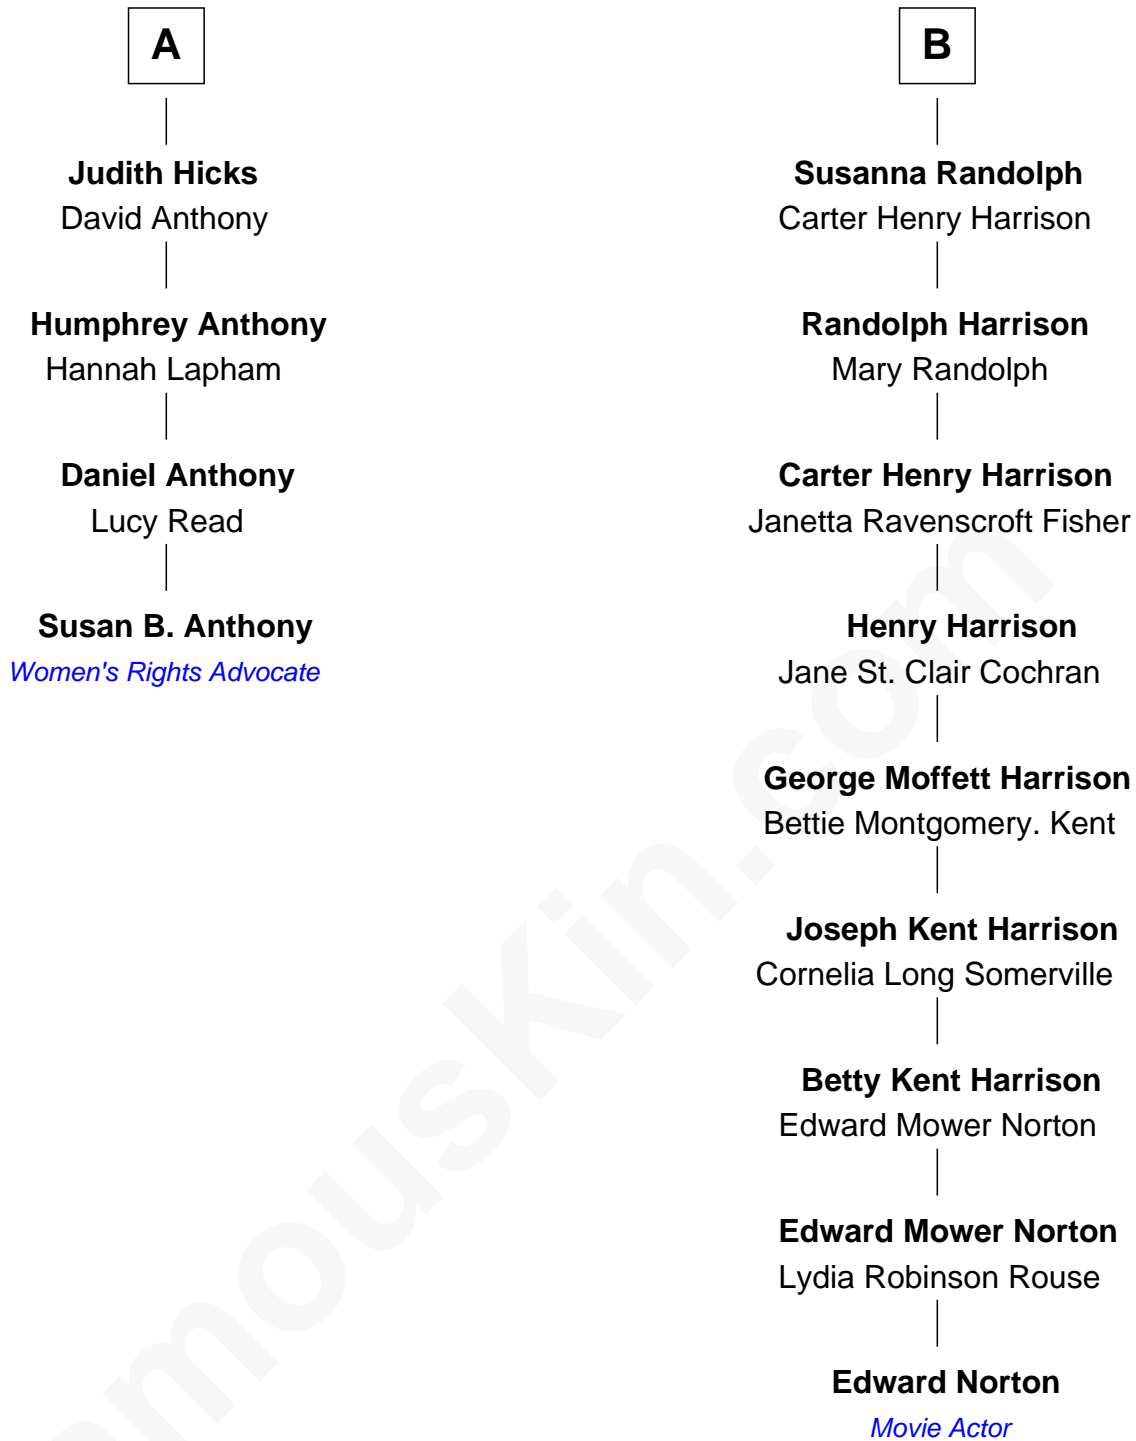 A
Judith Hicks
David Anthony
Humphrey Anthony
Hannah Lapham
Daniel Anthony
Lucy Read
Susan B. Anthony
Women's Rights Advocate
B
Susanna Randolph
Carter Henry Harrison
Randolph Harrison
Mary Randolph
Carter Henry Harrison
Janetta Ravenscroft Fisher
Henry Harrison
Jane St. Clair Cochran
George Moffett Harrison
Bettie Montgomery. Kent
Joseph Kent Harrison
Cornelia Long Somerville
Betty Kent Harrison
Edward Mower Norton
Edward Mower Norton
Lydia Robinson Rouse
Edward Norton
Movie Actor
mousKin.com